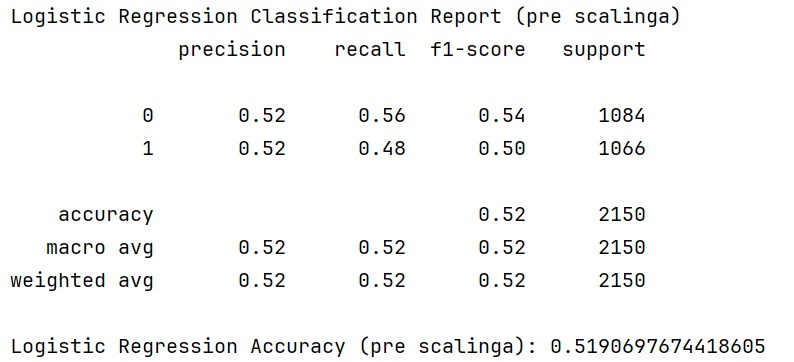 Logistic Regression Classification Report (pre scalinga)
precision recall f1-score support
0 0.52 0.56 0.54 1084
1 0.52 0.48 0.50 1066
accuracy 0.52 2150
macro avg 0.52 0.52 0.52 2150
weighted avg 0.52 0.52 0.52 2150
Logistic Regression Accuracy (pre scalinga): 0.5190697674418605